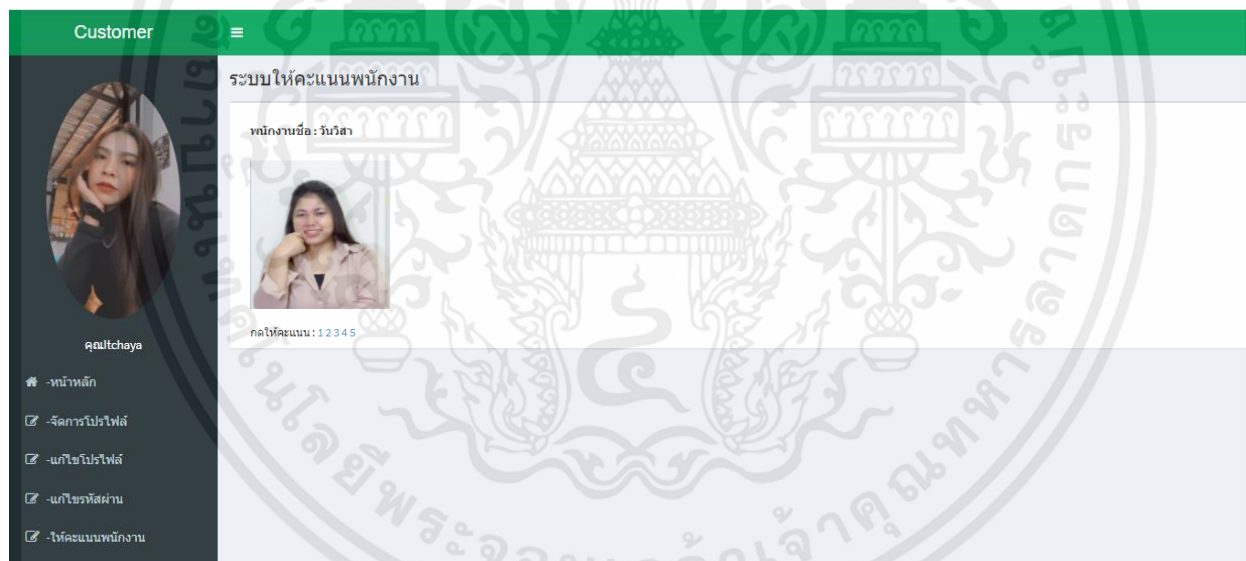 Customer
ระบบให้คะแนนพนักงาน
พนักงานชื่อ : วันวิสา
กดให้คะแนน : 1 2 3 4 5
คุณItchaya
-หน้าหลัก
-จัดการโปรไฟล์
-แก้ไขโปรไฟล์
-แก้ไขรหัสผ่าน
-ให้คะแนนพนักงาน